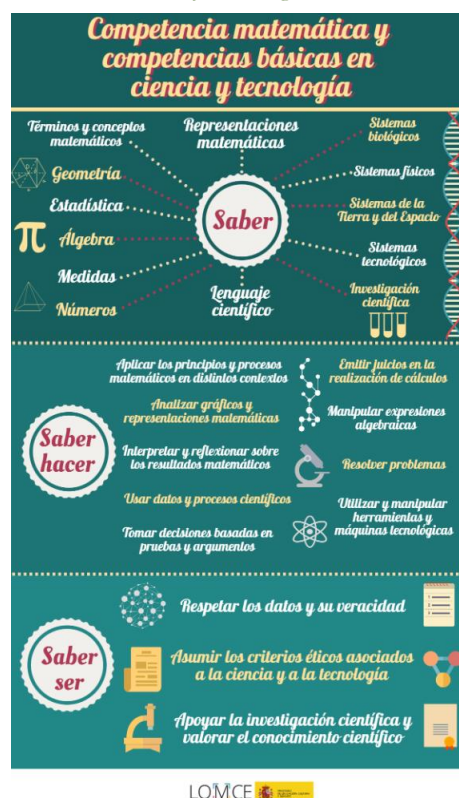 Competencia matemática y
competencias básicas en
ciencia y tecnología
Términos y conceptos
matemáticos
Geometría
Estadística
π
Álgebra
Medidas
Números
Representaciones
matemáticas
Saber
Lenguaje
científico
Sistemas
biológicos
Sistemas físicos
Sistemas de la
Tierra y del Espacio
Sistemas
tecnológicos
Investigación
científica
Saber
hacer
Aplicar los principios y procesos
matemáticos en distintos contextos
Analizar gráficos y
representaciones matemáticas
Interpretar y reflexionar sobre
los resultados matemáticos
Usar datos y procesos científicos
Tomar decisiones basadas en
pruebas y argumentos
Emitir juicios en la
realización de cálculos
Manipular expresiones
algebraicas
Resolver problemas
Utilizar y manipular
herramientas y
máquinas tecnológicas
Saber
ser
Respetar los datos y su veracidad
Asumir los criterios éticos asociados
a la ciencia y a la tecnología
Apoyar la investigación científica y
valorar el conocimiento científico
LOMCE